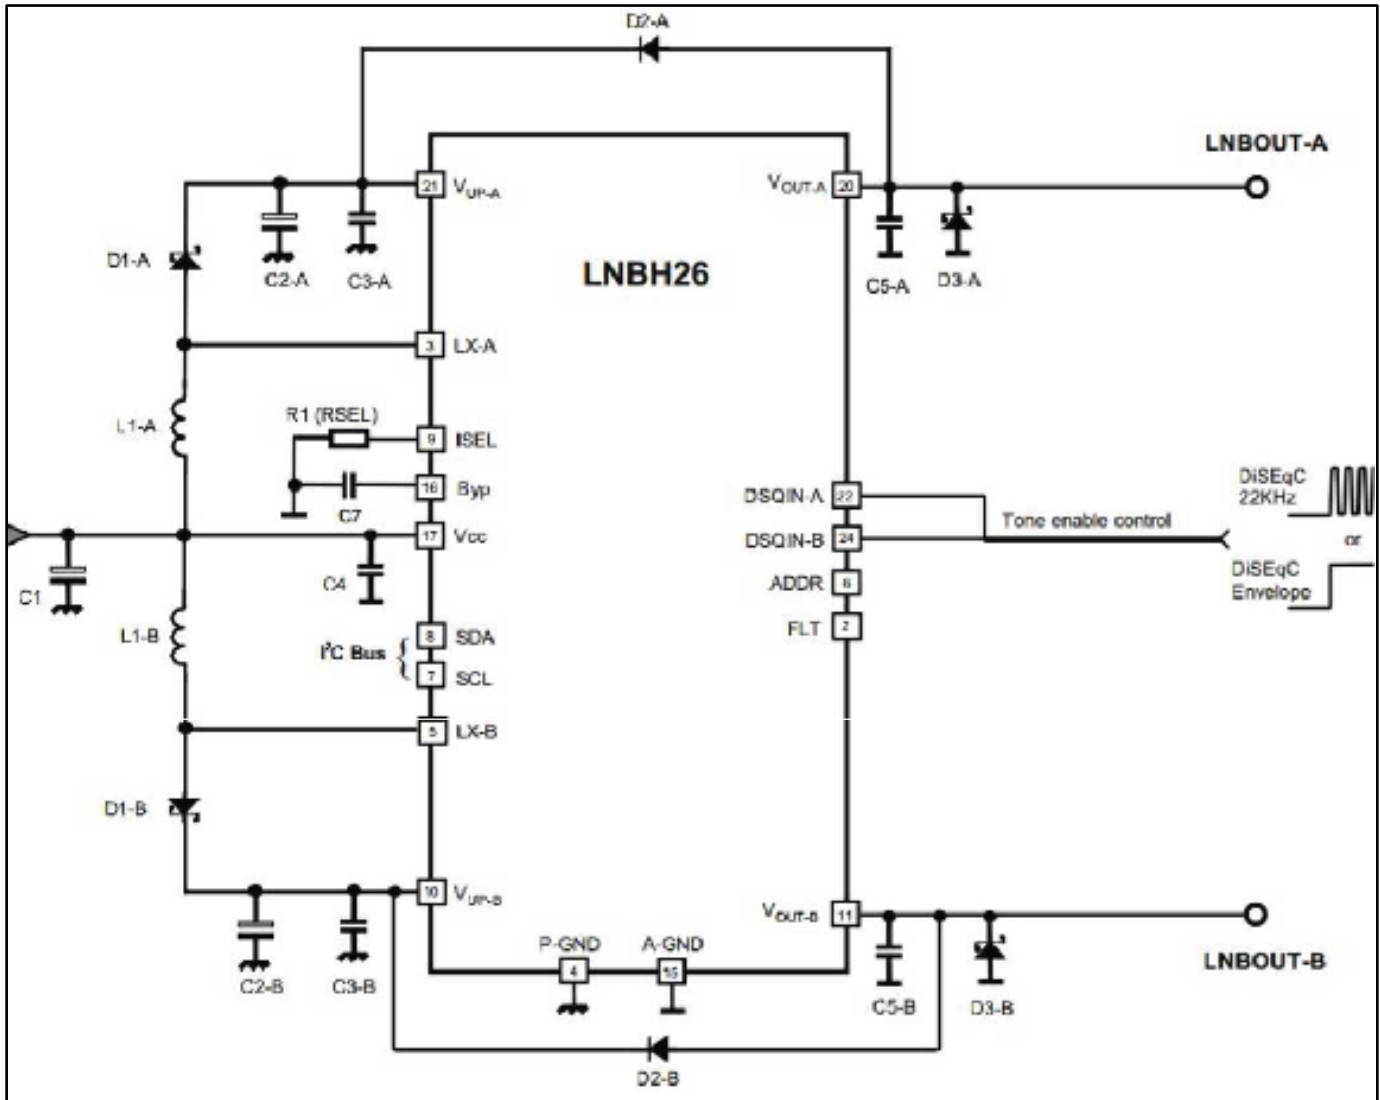 D2-A
LNBOUT-A
21 VUP-A
VOUT-A 20
D1-A
C2-A
C3-A
LNBH26
C5-A
D3-A
3 LX-A
L1-A
R1 (RSEL)
9 ISEL
16 Byp
C7
DSQIN-A 22
DiSEqC
22KHz
Tone enable control
17 Vcc
DSQIN-B 24
or
C1
C4
ADDR 6
DiSEqC
Envelope
L1-B
I²C Bus {
8 SDA
FLT 2
7 SCL
5 LX-B
D1-B
10 VUP-B
VOUT-B 11
P-GND
A-GND
4
15
C2-B
C3-B
C5-B
D3-B
LNBOUT-B
D2-B